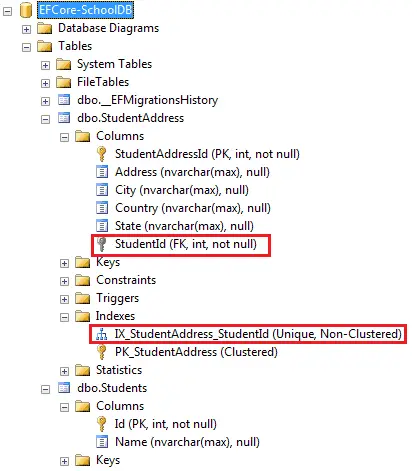 EFCore-SchoolDB
Database Diagrams
Tables
System Tables
FileTables
dbo.__EFMigrationsHistory
dbo.StudentAddress
Columns
StudentAddressId (PK, int, not null)
Address (nvarchar(max), null)
City (nvarchar(max), null)
Country (nvarchar(max), null)
State (nvarchar(max), null)
StudentId (FK, int, not null)
Keys
Constraints
Triggers
Indexes
IX_StudentAddress_StudentId (Unique, Non-Clustered)
PK_StudentAddress (Clustered)
Statistics
dbo.Students
Columns
Id (PK, int, not null)
Name (nvarchar(max), null)
Keys